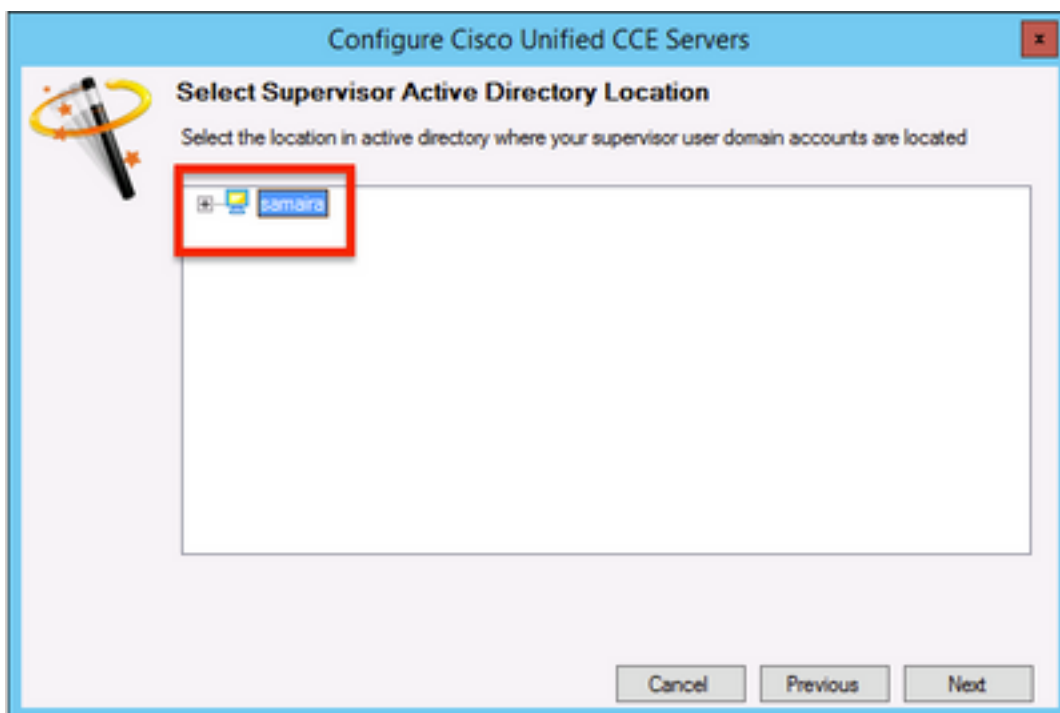 Configure Cisco Unified CCE Servers
x
Select Supervisor Active Directory Location
Select the location in active directory where your supervisor user domain accounts are located
samaira
Cancel
Previous
Next